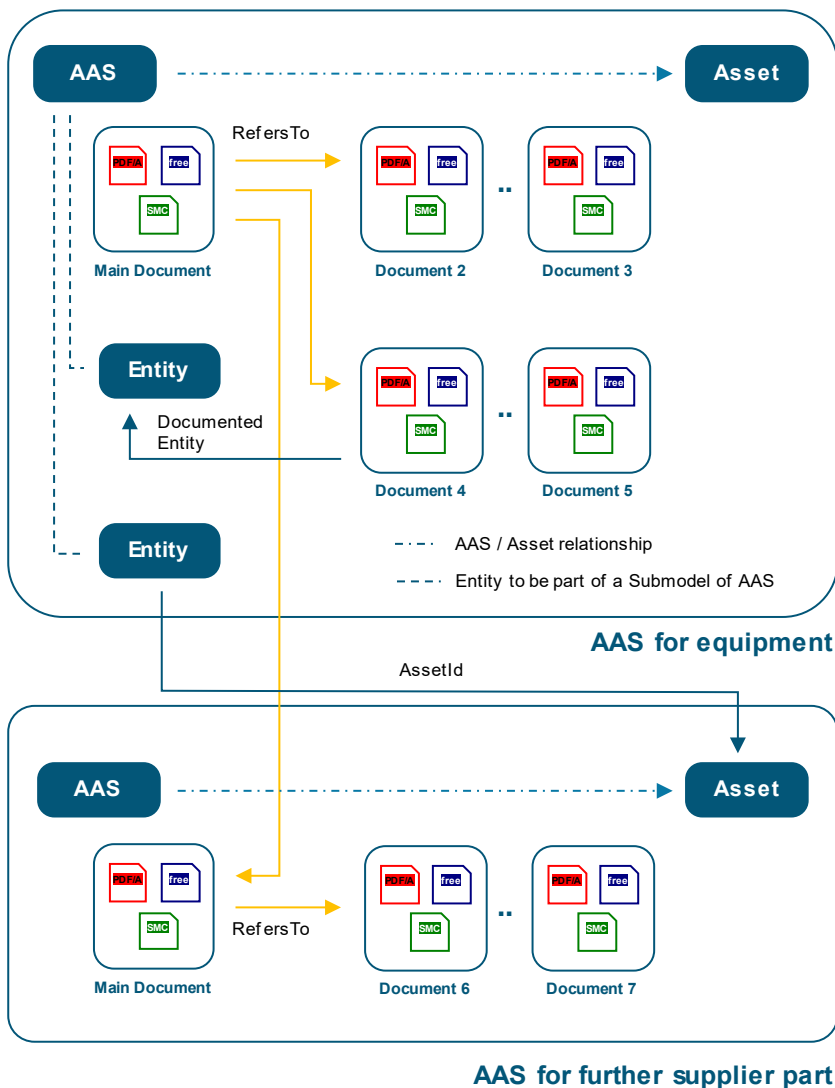 AAS
Asset
RefersTo
PDF/A
free
SMC
Main Document
PDF/A
free
SMC
Document 2
..
PDF/A
free
SMC
Document 3
Entity
Documented
Entity
PDF/A
free
SMC
Document 4
..
PDF/A
free
SMC
Document 5
Entity
AAS / Asset relationship
Entity to be part of a Submodel of AAS
AAS for equipment
AssetId
AAS
Asset
PDF/A
free
SMC
Main Document
RefersTo
PDF/A
free
SMC
Document 6
..
PDF/A
free
SMC
Document 7
AAS for further supplier part